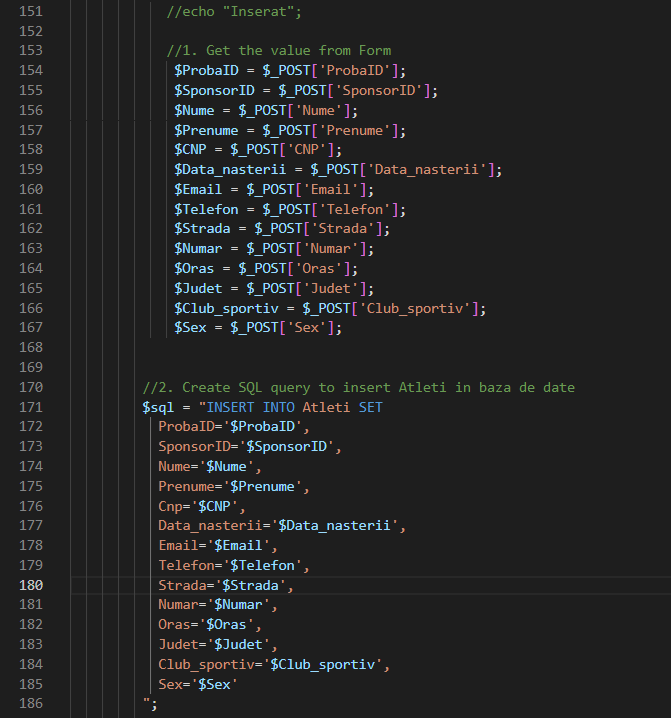 151 //echo "Inserat";
152
153 //1. Get the value from Form
154 $ProbaID = $_POST['ProbaID'];
155 $SponsorID = $_POST['SponsorID'];
156 $Nume = $_POST['Nume'];
157 $Prenume = $_POST['Prenume'];
158 $CNP = $_POST['CNP'];
159 $Data_nasterii = $_POST['Data_nasterii'];
160 $Email = $_POST['Email'];
161 $Telefon = $_POST['Telefon'];
162 $Strada = $_POST['Strada'];
163 $Numar = $_POST['Numar'];
164 $Oras = $_POST['Oras'];
165 $Judet = $_POST['Judet'];
166 $Club_sportiv = $_POST['Club_sportiv'];
167 $Sex = $_POST['Sex'];
168
169
170 //2. Create SQL query to insert Atleti in baza de date
171 $sql = "INSERT INTO Atleti SET
172 ProbaID='$ProbaID',
173 SponsorID='$SponsorID',
174 Nume='$Nume',
175 Prenume='$Prenume',
176 Cnp='$CNP',
177 Data_nasterii='$Data_nasterii',
178 Email='$Email',
179 Telefon='$Telefon',
180 Strada='$Strada',
181 Numar='$Numar',
182 Oras='$Oras',
183 Judet='$Judet',
184 Club_sportiv='$Club_sportiv',
185 Sex='$Sex'
186 ";